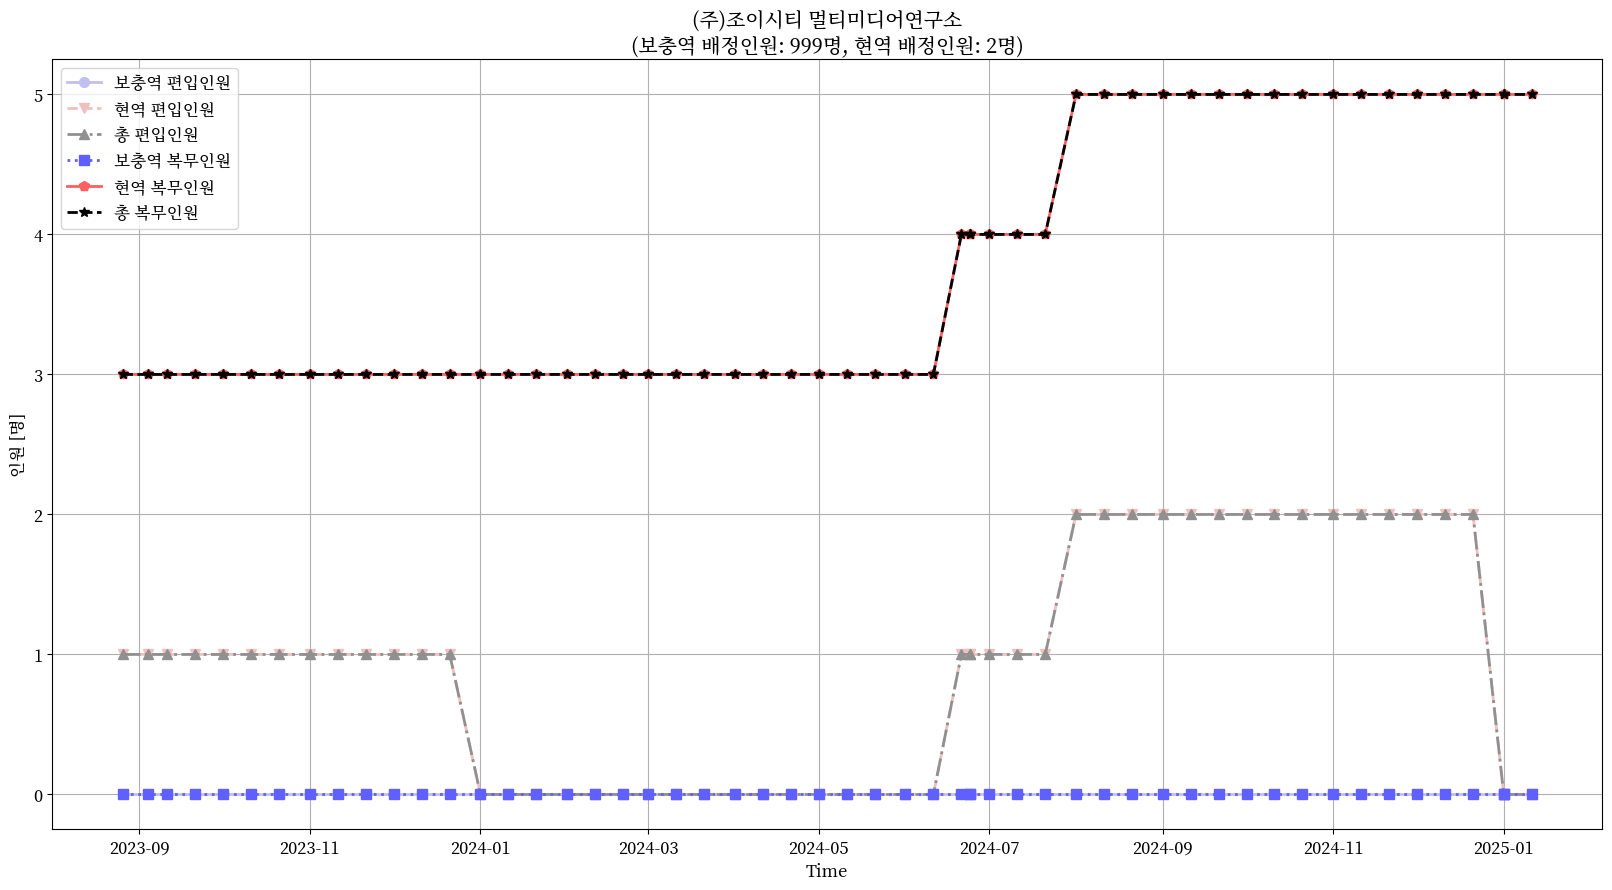 (주)조이시티 멀티미디어연구소
(보충역 배정인원: 999명, 현역 배정인원: 2명)
보충역 편입인원
현역 편입인원
총 편입인원
보충역 복무인원
현역 복무인원
총 복무인원
5
4
3
2
1
0
인원 [명]
2023-09 2023-11 2024-01 2024-03 2024-05 2024-07 2024-09 2024-11 2025-01
Time